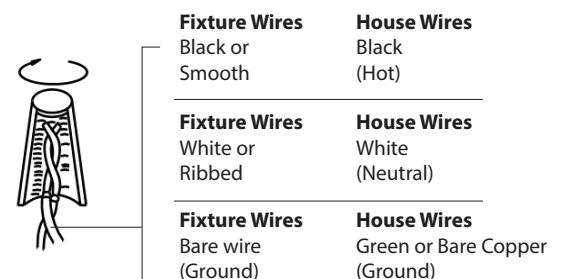 Fixture Wires House Wires
Black or Black
Smooth (Hot)
Fixture Wires House Wires
White or White
Ribbed (Neutral)
Fixture Wires House Wires
Bare wire Green or Bare Copper
(Ground) (Ground)